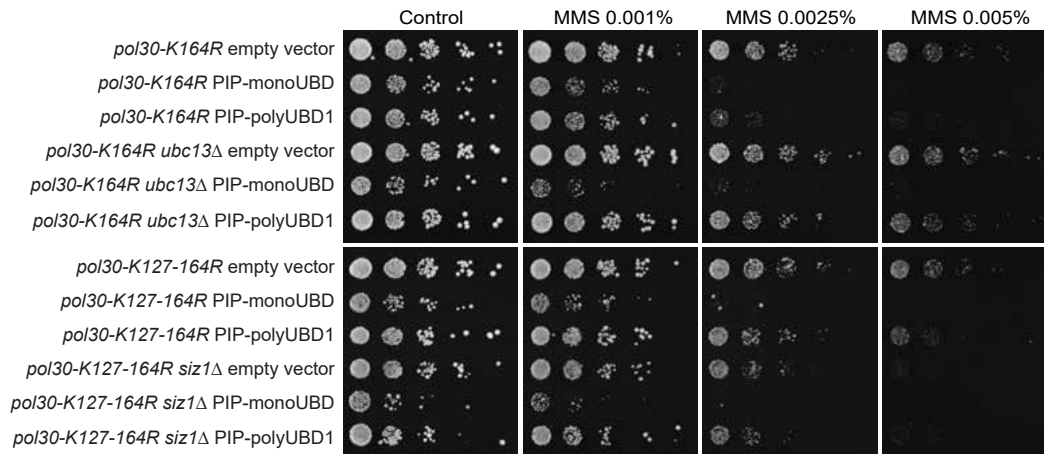 Control MMS 0.001% MMS 0.0025% MMS 0.005%
pol30-K164R empty vector
pol30-K164R PIP-monoUBD
pol30-K164R PIP-polyUBD1
pol30-K164R ubc13Δ empty vector
pol30-K164R ubc13Δ PIP-monoUBD
pol30-K164R ubc13Δ PIP-polyUBD1
pol30-K127-164R empty vector
pol30-K127-164R PIP-monoUBD
pol30-K127-164R PIP-polyUBD1
pol30-K127-164R siz1Δ empty vector
pol30-K127-164R siz1Δ PIP-monoUBD
pol30-K127-164R siz1Δ PIP-polyUBD1